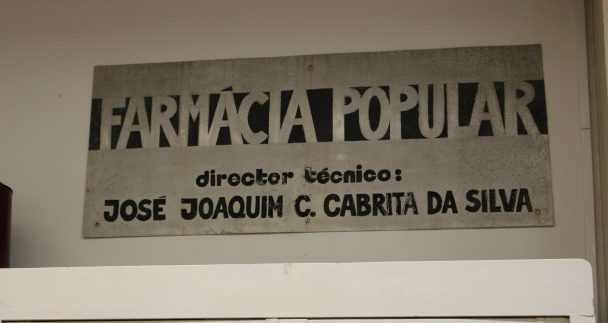 FARMÁCIA POPULAR
director técnico:
JOSÉ JOAQUIM C. CABRITA DA SILVA